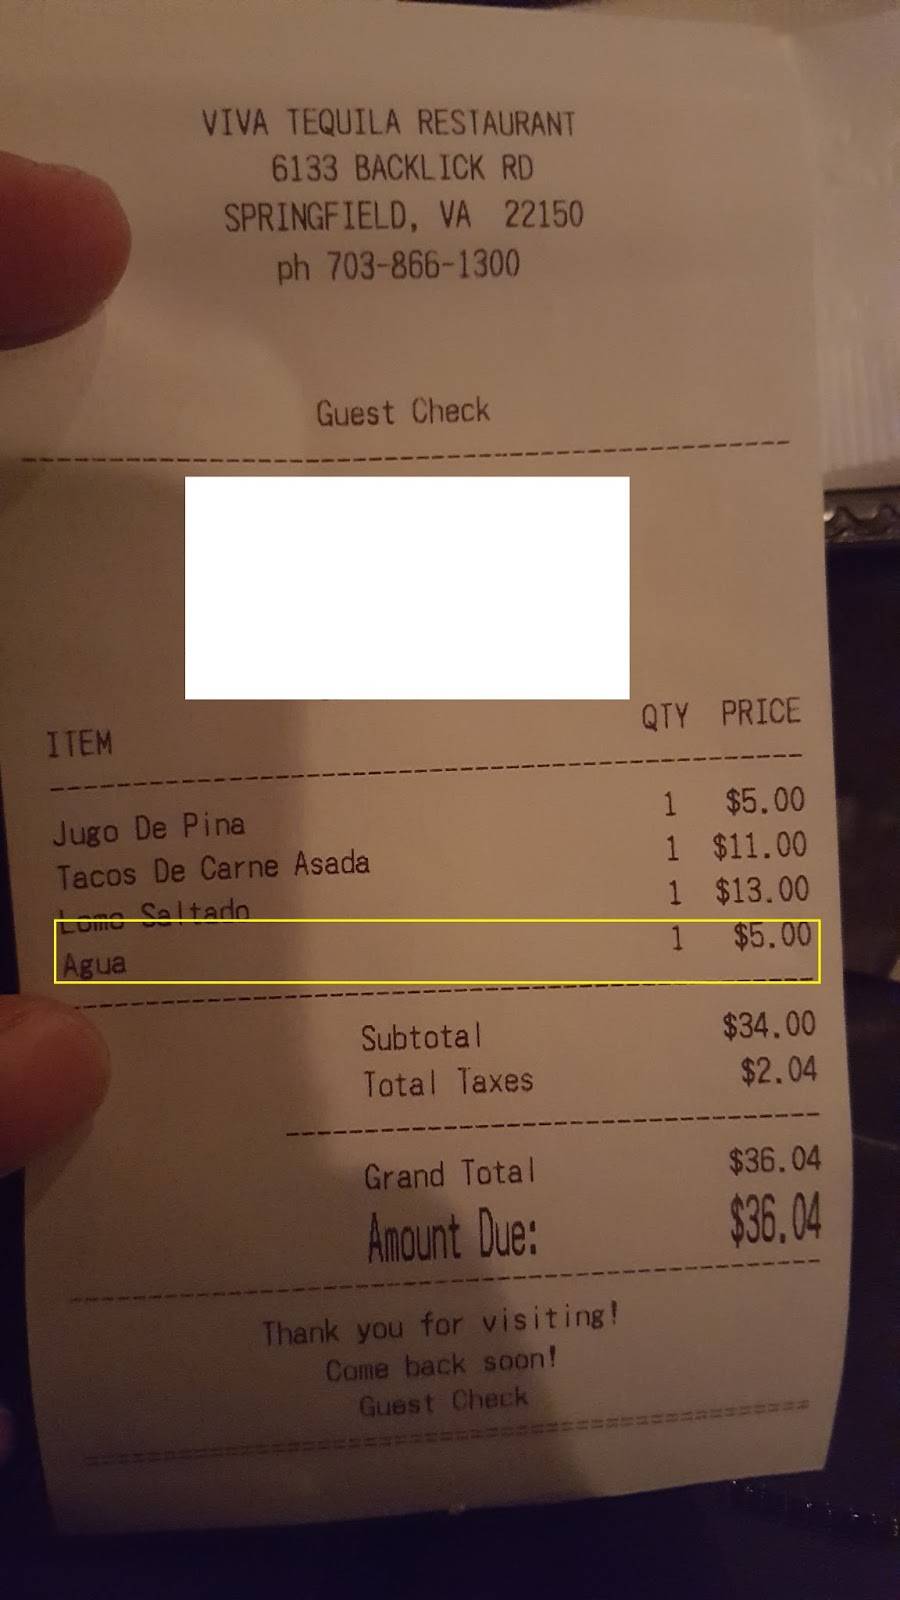 VIVA TEQUILA RESTAURANT
6133 BACKLICK RD
SPRINGFIELD, VA 22150
ph 703-866-1300
Guest Check
ITEM QTY PRICE
Jugo De Pina 1 $5.00
Tacos De Carne Asada 1 $11.00
Lomo Saltado 1 $13.00
Agua 1 $5.00
Subtotal $34.00
Total Taxes $2.04
Grand Total $36.04
Amount Due: $36.04
Thank you for visiting!
Come back soon!
Guest Check